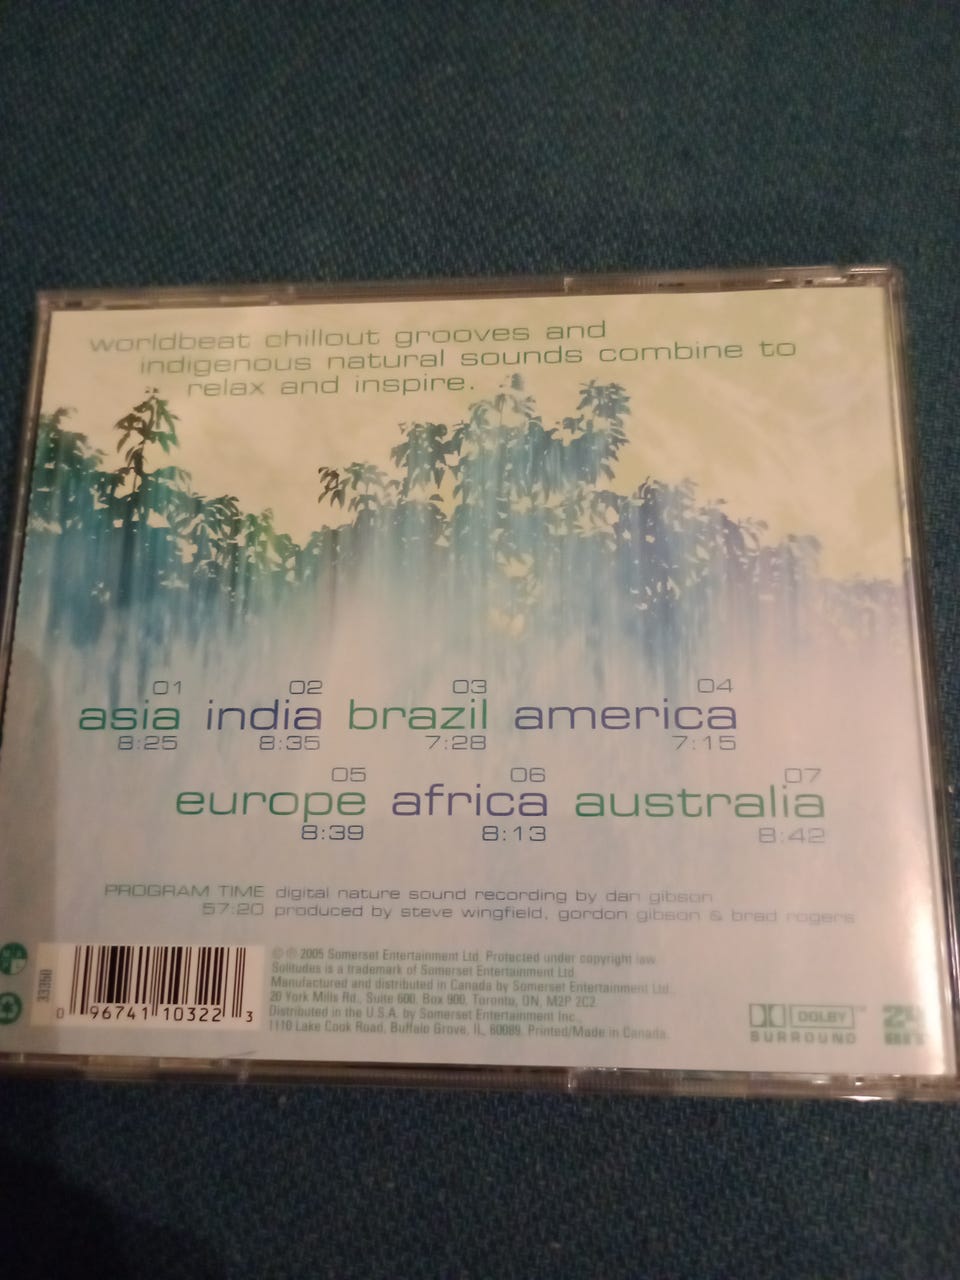 worldbeat chillout grooves and
indigenous natural sounds combine to
relax and inspire.
01 02 03 04
asia india brazil america
8:25 8:35 7:28 7:15
05 06 07
europe africa australia
8:39 8:13 8:42
PROGRAM TIME digital nature sound recording by dan gibson
57:20 produced by steve wingfield, gordon gibson & brad rogers
© ℗ 2005 Somerset Entertainment Ltd. Protected under copyright law.
Solitudes is a trademark of Somerset Entertainment Ltd.
Manufactured and distributed in Canada by Somerset Entertainment Ltd.,
20 York Mills Rd., Suite 600, Box 900, Toronto, ON, M2P 2C2.
Distributed in the U.S.A. by Somerset Entertainment Inc.,
1110 Lake Cook Road, Buffalo Grove, IL, 60089. Printed/Made in Canada.
33360
0 96741 10322 3
DOLBY
SURROUND